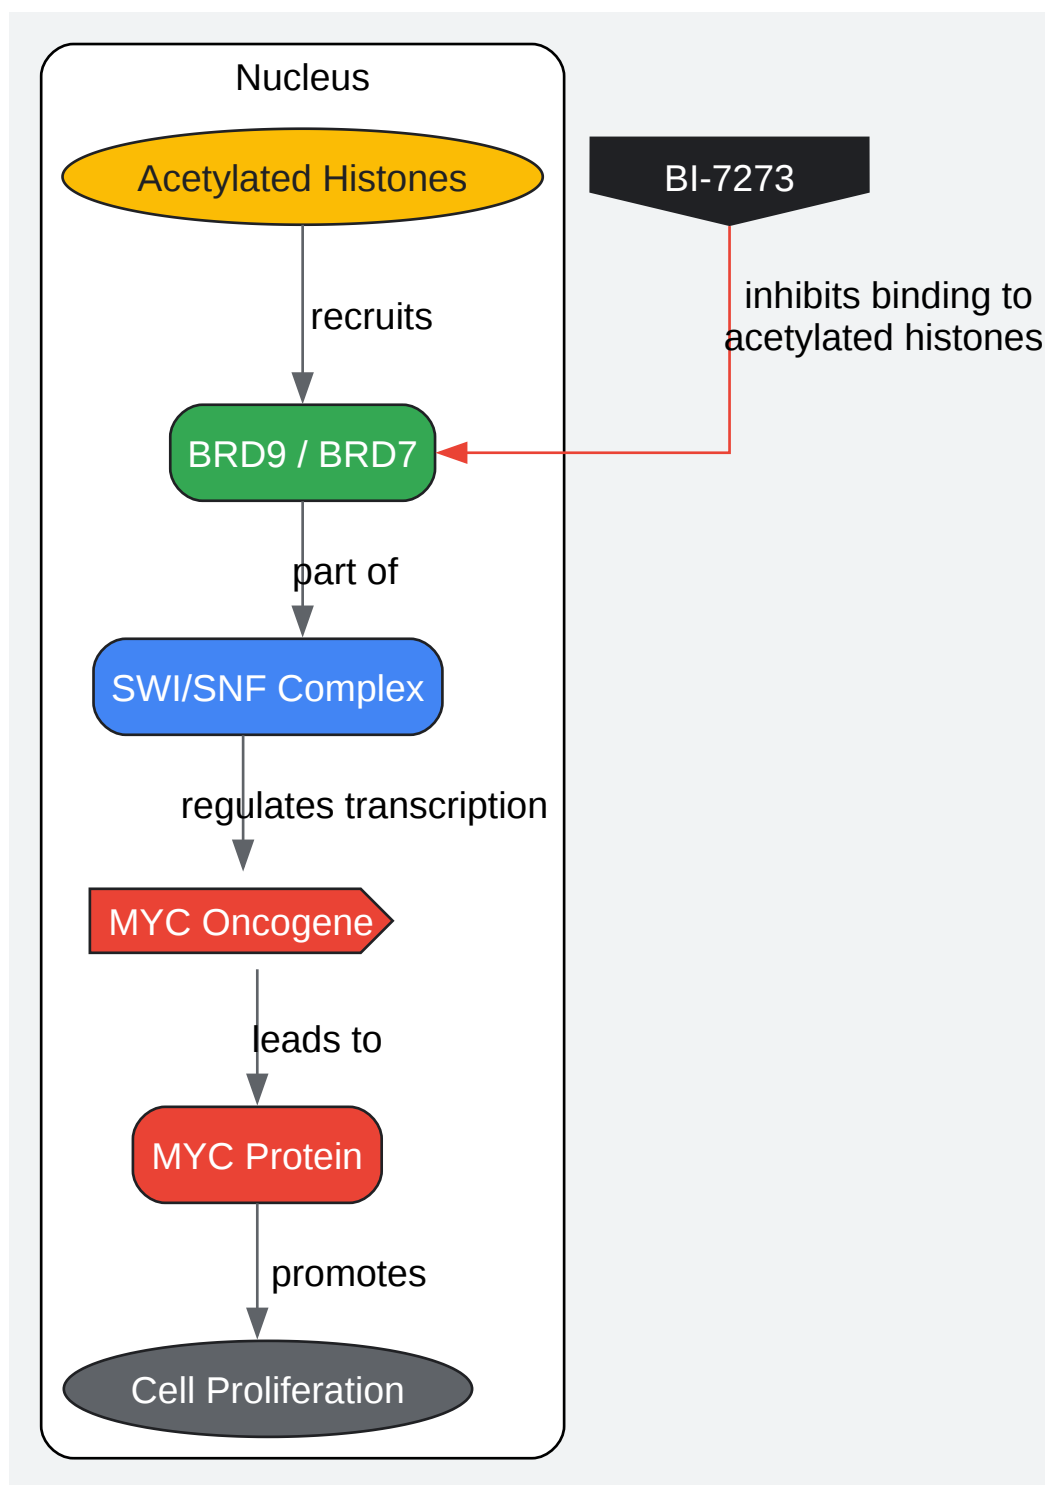 Nucleus
Acetylated Histones
BI-7273
inhibits binding to
acetylated histones
recruits
BRD9 / BRD7
part of
SWI/SNF Complex
regulates transcription
MYC Oncogene
leads to
MYC Protein
promotes
Cell Proliferation